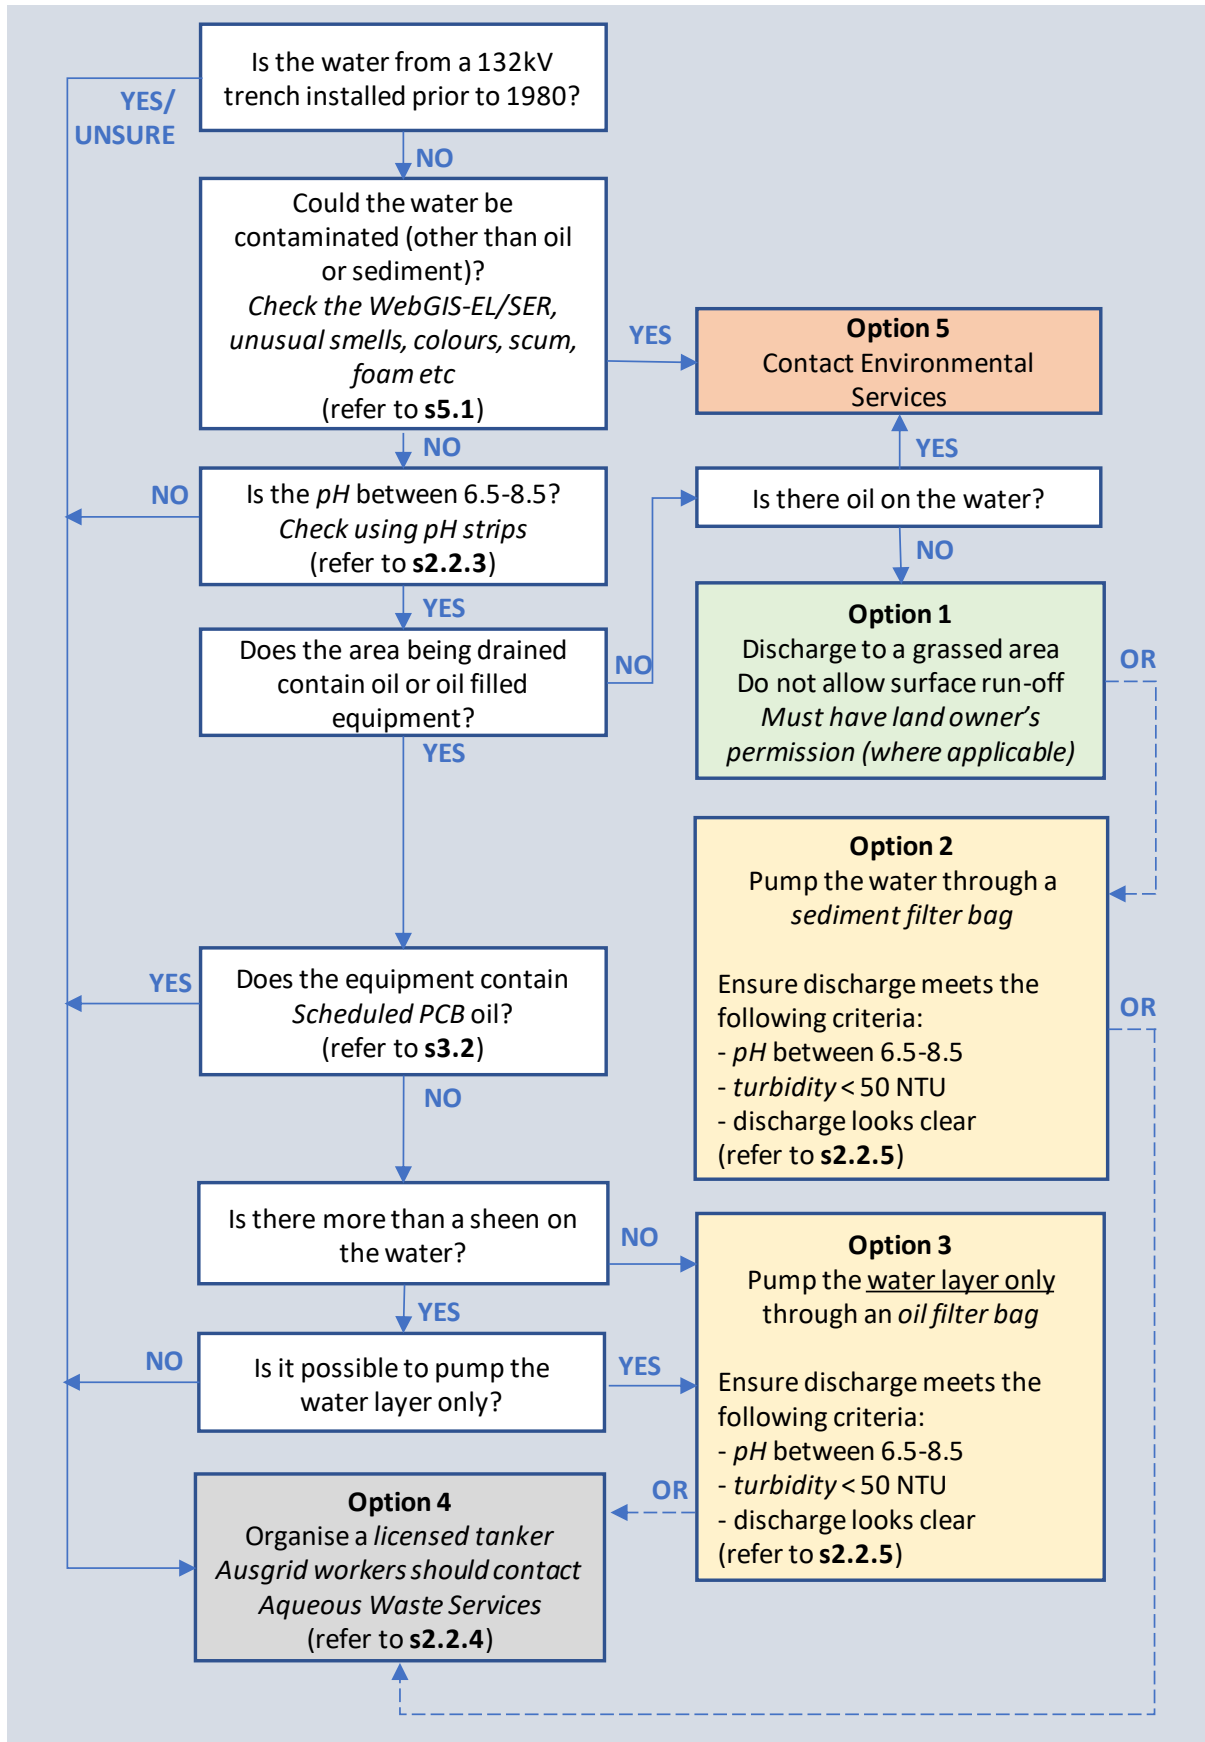 Is the water from a 132kV
trench installed prior to 1980?
YES/
UNSURE
NO
Could the water be
contaminated (other than oil
or sediment)?
Check the WebGIS-EL/SER,
unusual smells, colours, scum,
foam etc
(refer to s5.1)
YES
Option 5
Contact Environmental
Services
NO
YES
NO
Is the pH between 6.5-8.5?
Check using pH strips
(refer to s2.2.3)
Is there oil on the water?
NO
YES
Does the area being drained
contain oil or oil filled
equipment?
NO
YES
Option 1
Discharge to a grassed area
Do not allow surface run-off
Must have land owner's
permission (where applicable)
OR
Option 2
Pump the water through a
sediment filter bag
Ensure discharge meets the
following criteria:
- pH between 6.5-8.5
- turbidity < 50 NTU
- discharge looks clear
(refer to s2.2.5)
OR
YES
Does the equipment contain
Scheduled PCB oil?
(refer to s3.2)
NO
Is there more than a sheen on
the water?
NO
YES
NO
Is it possible to pump the
water layer only?
YES
Option 3
Pump the water layer only
through an oil filter bag
Ensure discharge meets the
following criteria:
- pH between 6.5-8.5
- turbidity < 50 NTU
- discharge looks clear
(refer to s2.2.5)
OR
Option 4
Organise a licensed tanker
Ausgrid workers should contact
Aqueous Waste Services
(refer to s2.2.4)